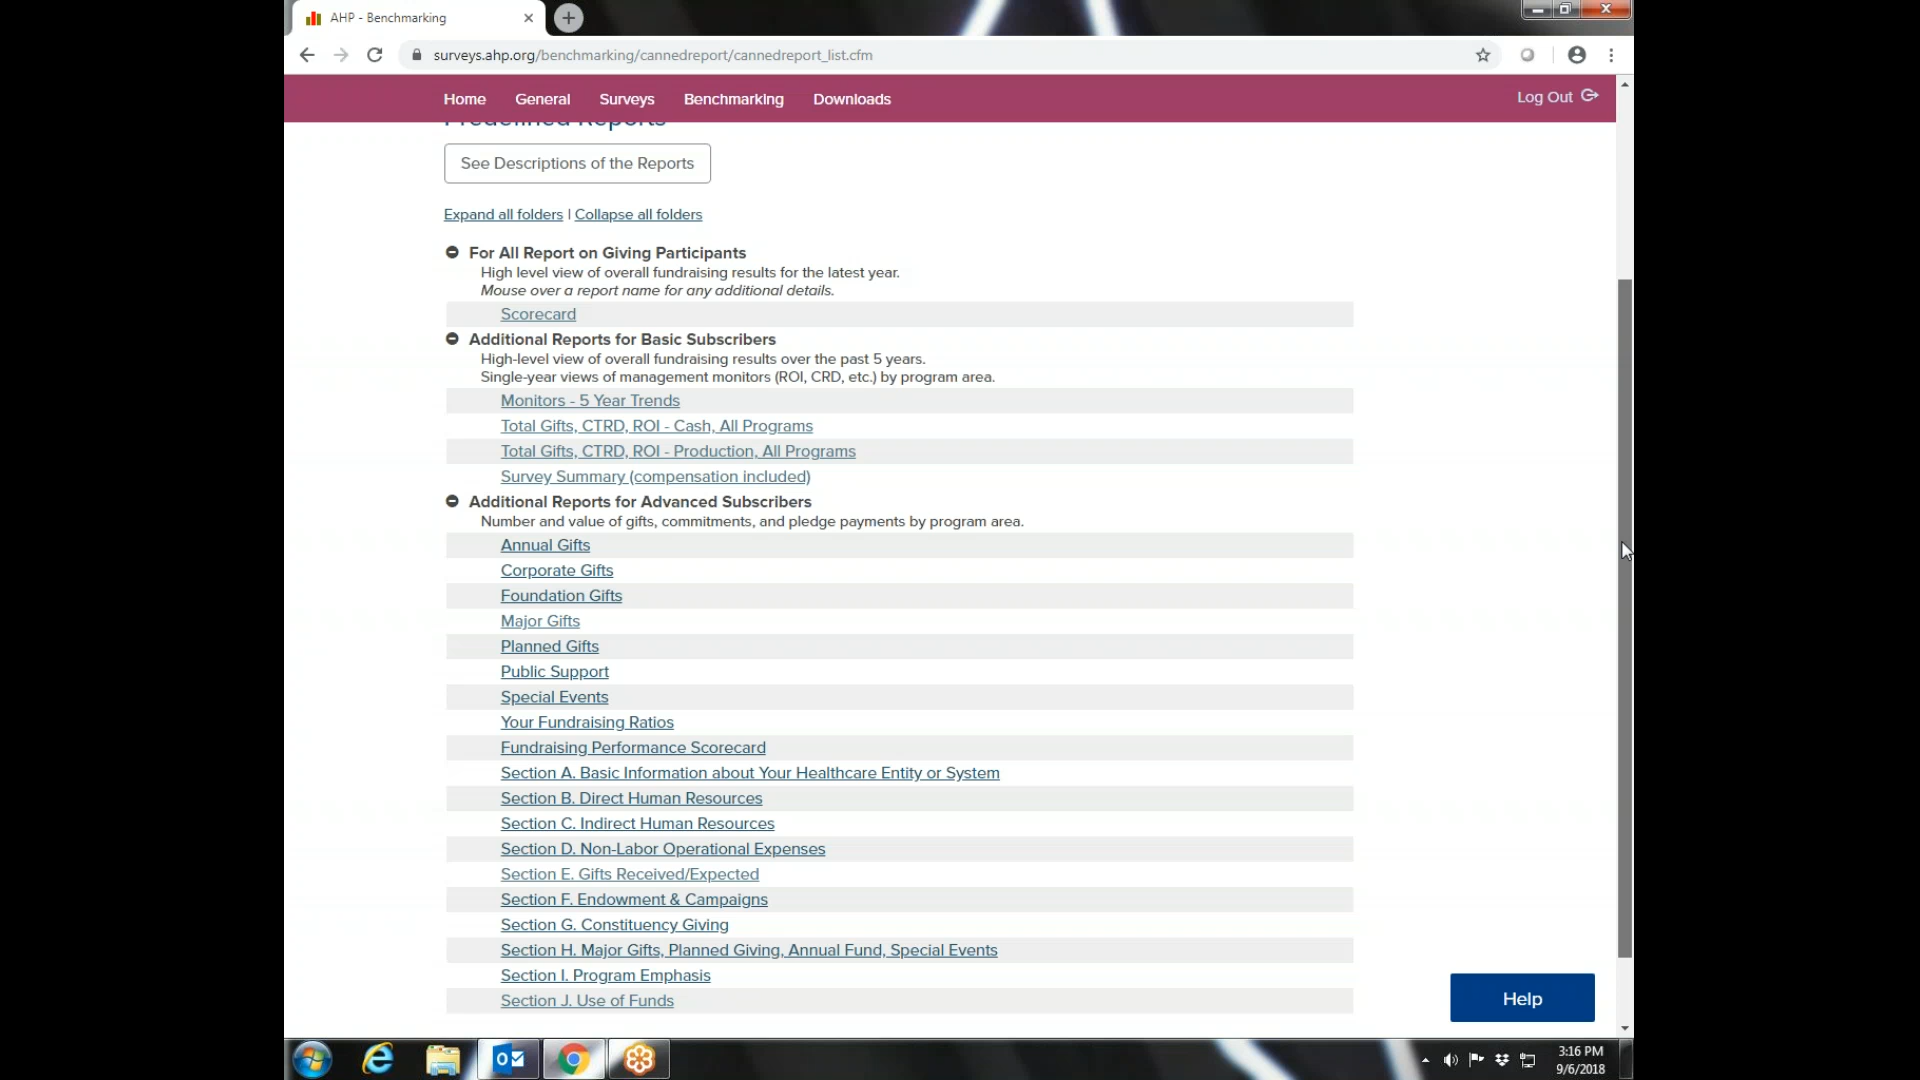 AHP - Benchmarking
surveys.ahp.org/benchmarking/cannedreport/cannedreport_list.cfm
Home General Surveys Benchmarking Downloads Log Out
Predefined Reports
See Descriptions of the Reports
Expand all folders | Collapse all folders
For All Report on Giving Participants
High level view of overall fundraising results for the latest year.
Mouse over a report name for any additional details.
Scorecard
Additional Reports for Basic Subscribers
High-level view of overall fundraising results over the past 5 years.
Single-year views of management monitors (ROI, CRD, etc.) by program area.
Monitors - 5 Year Trends
Total Gifts, CTRD, ROI - Cash, All Programs
Total Gifts, CTRD, ROI - Production, All Programs
Survey Summary (compensation included)
Additional Reports for Advanced Subscribers
Number and value of gifts, commitments, and pledge payments by program area.
Annual Gifts
Corporate Gifts
Foundation Gifts
Major Gifts
Planned Gifts
Public Support
Special Events
Your Fundraising Ratios
Fundraising Performance Scorecard
Section A. Basic Information about Your Healthcare Entity or System
Section B. Direct Human Resources
Section C. Indirect Human Resources
Section D. Non-Labor Operational Expenses
Section E. Gifts Received/Expected
Section F. Endowment & Campaigns
Section G. Constituency Giving
Section H. Major Gifts, Planned Giving, Annual Fund, Special Events
Section I. Program Emphasis
Section J. Use of Funds
Help
3:16 PM
9/6/2018